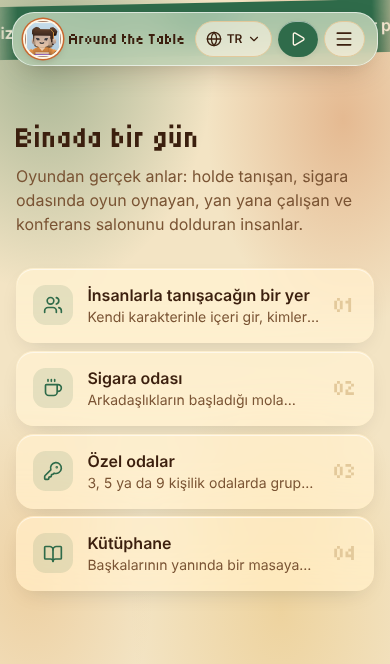 iz
p
Around the Table
TR
Binada bir gün
Oyundan gerçek anlar: holde tanışan, sigara
odasında oyun oynayan, yan yana çalışan ve
konferans salonunu dolduran insanlar.
İnsanlarla tanışacağın bir yer
Kendi karakterinle içeri gir, kimler...
01
Sigara odası
Arkadaşlıkların başladığı mola...
02
Özel odalar
3, 5 ya da 9 kişilik odalarda grup...
03
Kütüphane
Başkalarının yanında bir masaya...
04